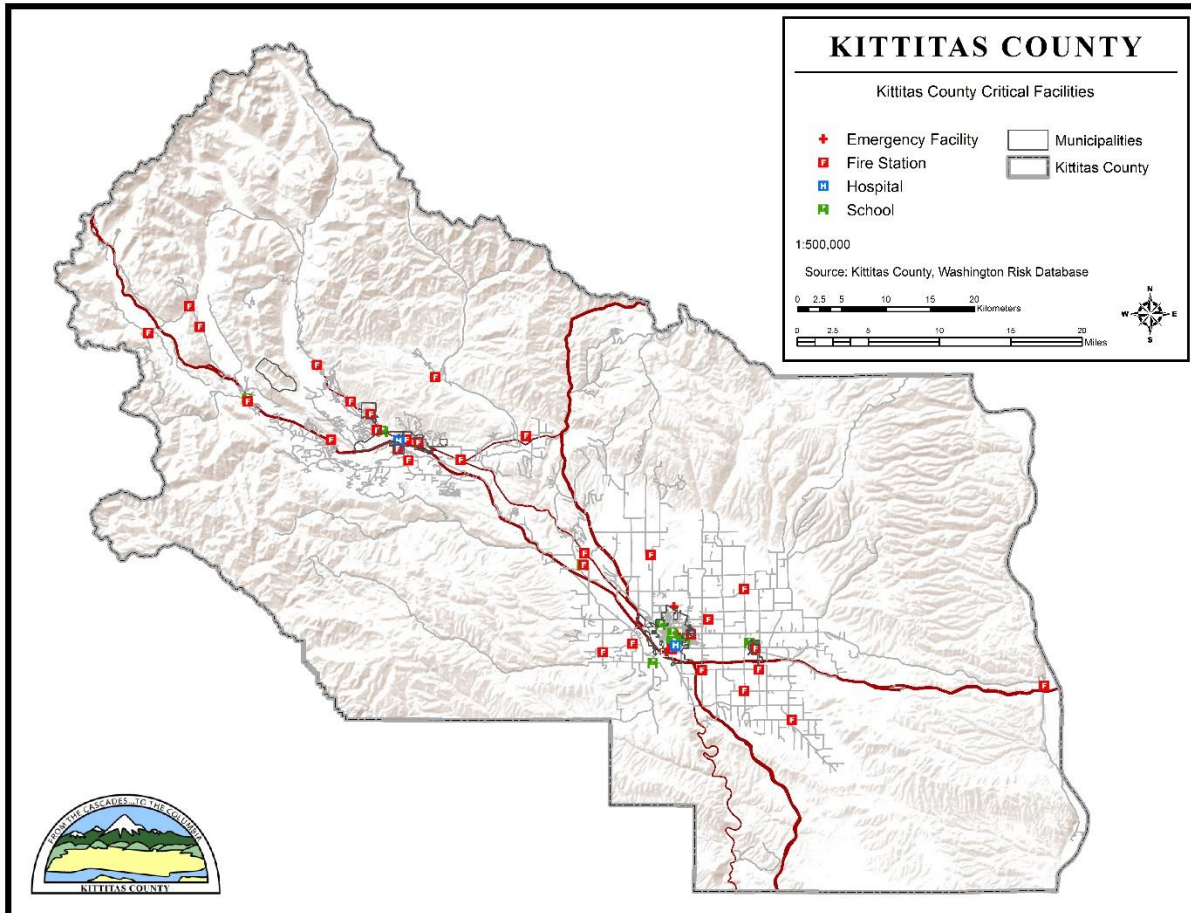 KITTITAS COUNTY
Kittitas County Critical Facilities
Emergency Facility
Fire Station
Hospital
School
Municipalities
Kittitas County
1:500,000
Source: Kittitas County, Washington Risk Database
0 2.5 5 10 15 20
Kilometers
0 2.5 5 10 15 20
Miles
N
W E
S
F
F
F
F
F
F
F
F
F
H
F
F
F
F
F
F
F
F
F
F
F
F
H
F
F
F
F
F
F
FROM THE CASCADES...TO THE COLUMBIA
KITTITAS COUNTY